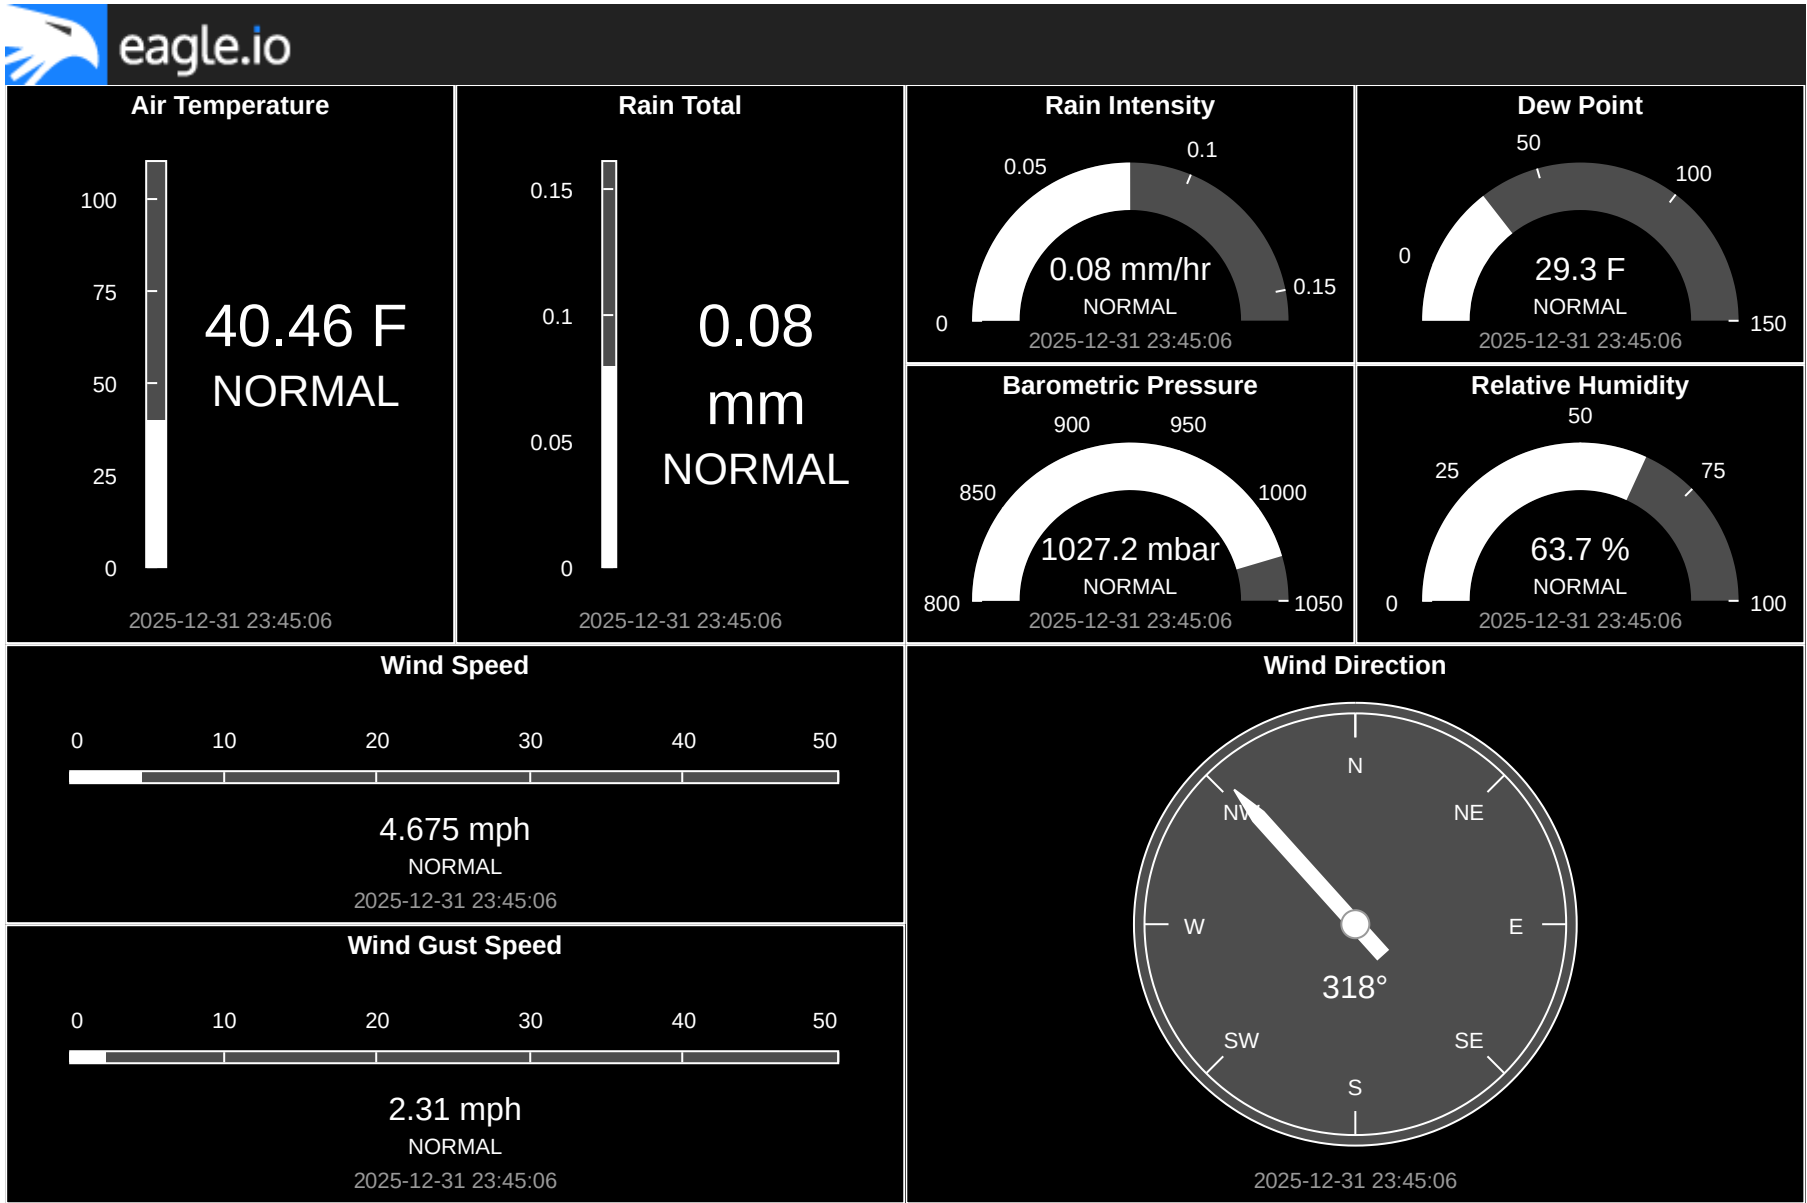 eagle.io
Air Temperature
100
75
50
25
0
40.46 F
NORMAL
2025-12-31 23:45:06
Rain Total
0.15
0.1
0.05
0
0.08
mm
NORMAL
2025-12-31 23:45:06
Rain Intensity
0
0.05
0.1
0.15
0.08 mm/hr
NORMAL
2025-12-31 23:45:06
Dew Point
0
50
100
150
29.3 F
NORMAL
2025-12-31 23:45:06
Barometric Pressure
800
850
900
950
1000
1050
1027.2 mbar
NORMAL
2025-12-31 23:45:06
Relative Humidity
0
25
50
75
100
63.7 %
NORMAL
2025-12-31 23:45:06
Wind Speed
0 10 20 30 40 50
4.675 mph
NORMAL
2025-12-31 23:45:06
Wind Gust Speed
0 10 20 30 40 50
2.31 mph
NORMAL
2025-12-31 23:45:06
Wind Direction
N
NW NE
W E
318°
SW SE
S
2025-12-31 23:45:06